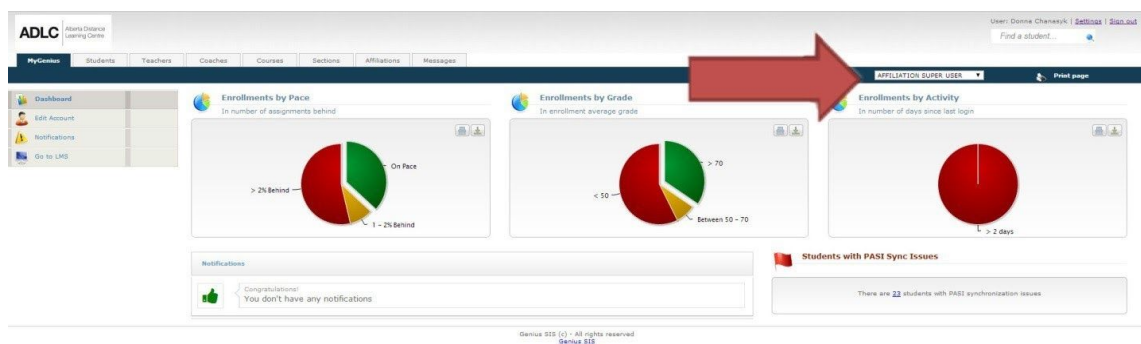 User: Donna Chanasyk | Settings | Sign out
ADLC Alberta Distance
Learning Centre
Find a student...
MyGenius Students Teachers Coaches Courses Sections Affiliations Messages
AFFILIATION SUPER USER Print page
Dashboard
Edit Account
Notifications
Go to LMS
Enrollments by Pace
In number of assignments behind
On Pace
> 2% Behind
1 - 2% Behind
Enrollments by Grade
In enrollment average grade
> 70
< 50
Between 50 - 70
Enrollments by Activity
In number of days since last login
> 2 days
Notifications
Congratulations!
You don't have any notifications
Students with PASI Sync Issues
There are 23 students with PASI synchronization issues
Genius SIS (c) - All rights reserved
Genius SIS